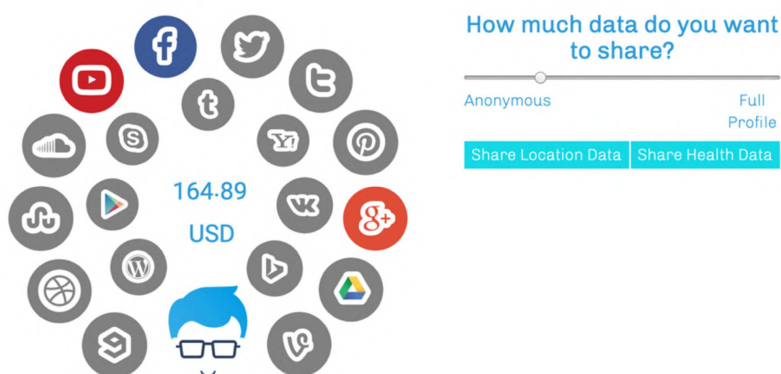 How much data do you want
to share?
Anonymous
Full
Profile
Share Location Data
Share Health Data
164.89
USD